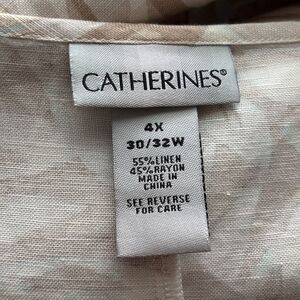 CATHERINES®
4X
30/32W
55%LINEN
45%RAYON
MADE IN
CHINA
SEE REVERSE
FOR CARE